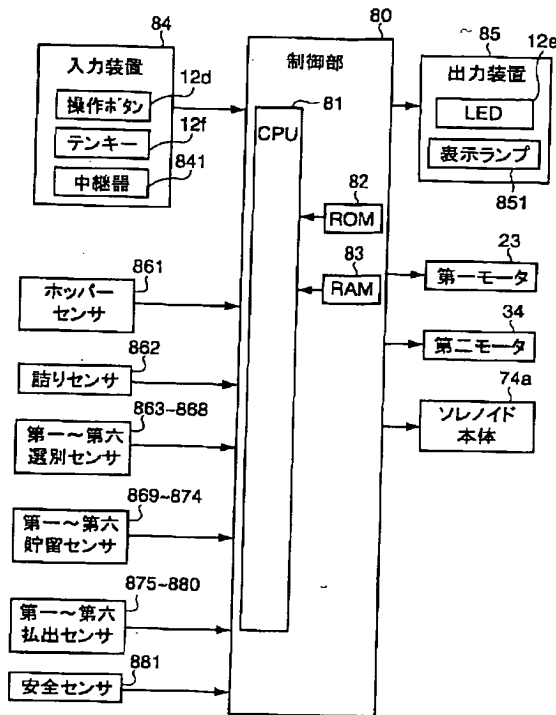 84
入力装置
12d
操作ボタン
12f
テンキー
841
中継器
861
ホッパー
センサ
862
詰りセンサ
863~868
第一～第六
選別センサ
869~874
第一～第六
貯留センサ
875~880
第一～第六
払出センサ
881
安全センサ
80
制御部
81
CPU
82
ROM
83
RAM
85
12e
出力装置
LED
表示ランプ
851
23
第一モータ
34
第二モータ
74a
ソレノイド
本体